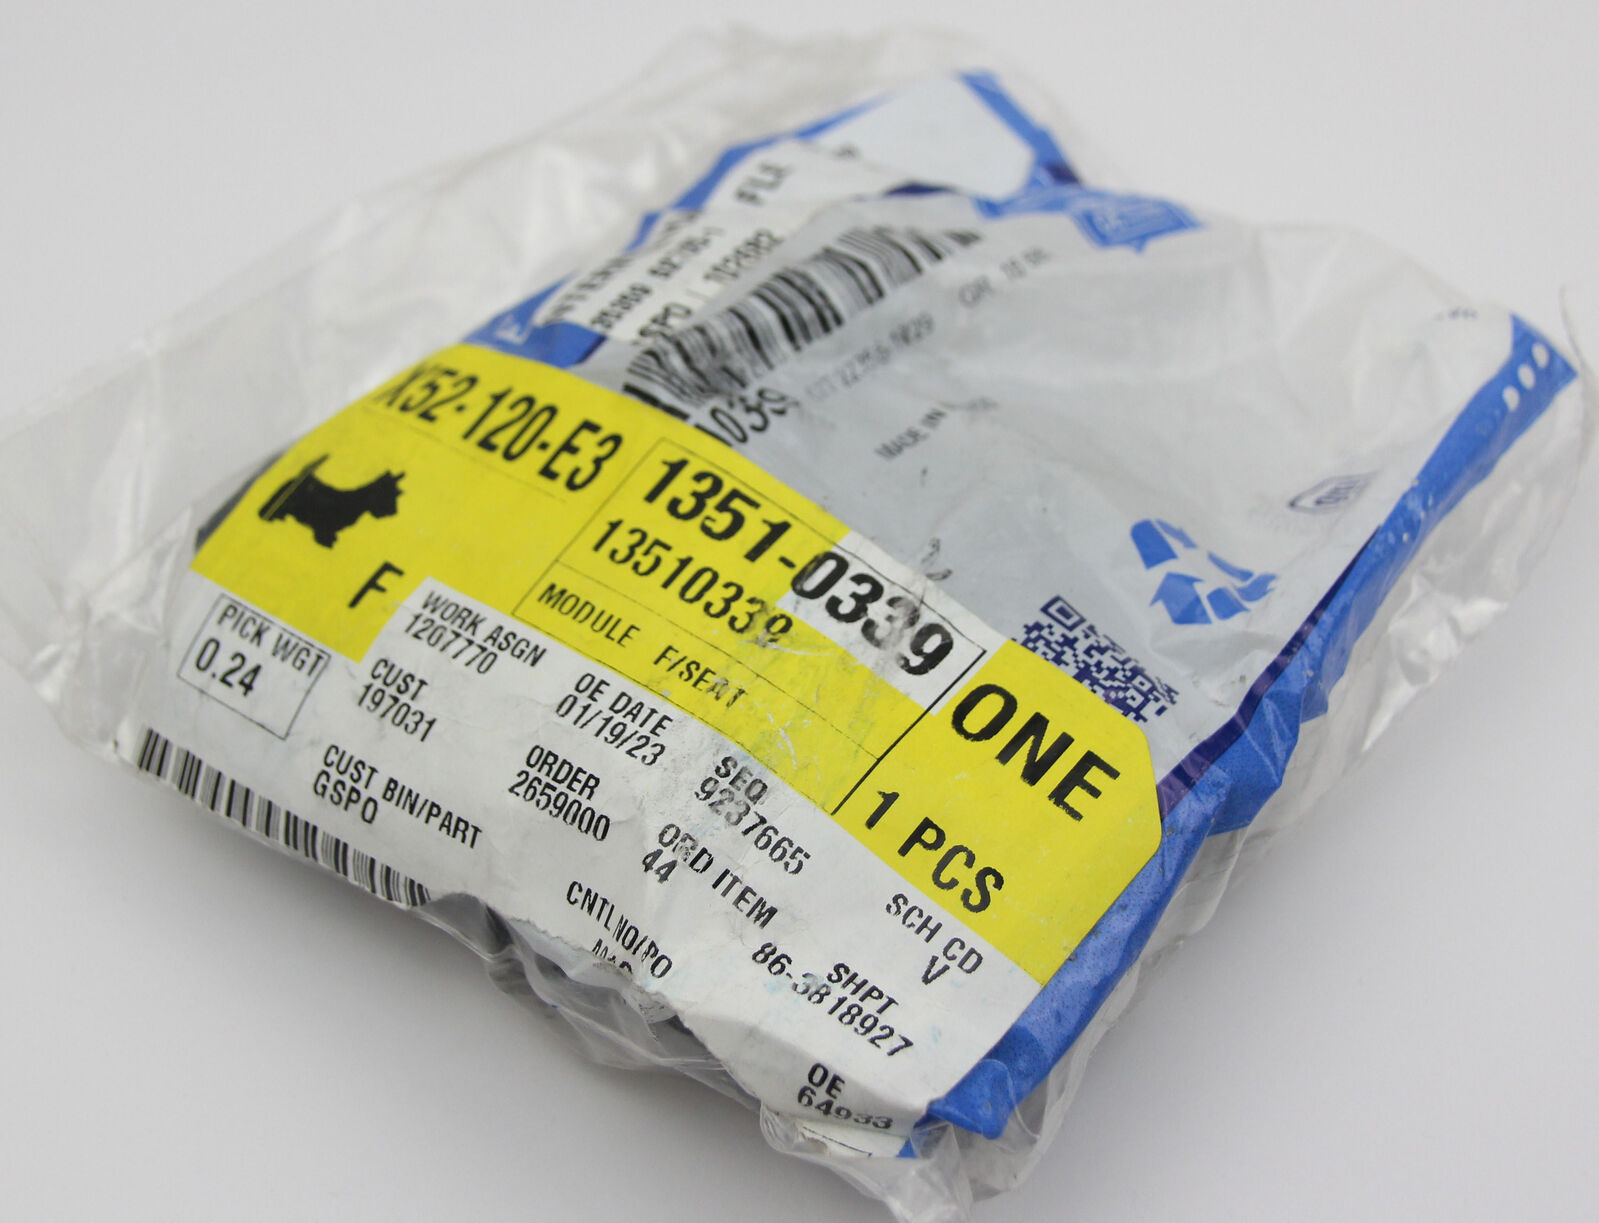 X52-120-E3
1351-0339
13510339
MODULE F/SEAT
F
ONE
1 PCS
PICK WGT
0.24
WORK ASGN
1207770
CUST
197031
OE DATE
01/19/23
CUST BIN/PART
GSPO
ORDER
2659000
SEQ
9237665
ORD ITEM
44
CNTLNO/PO
SCH CD
V
SHPT
86-3818927
OE
64933
MADE IN